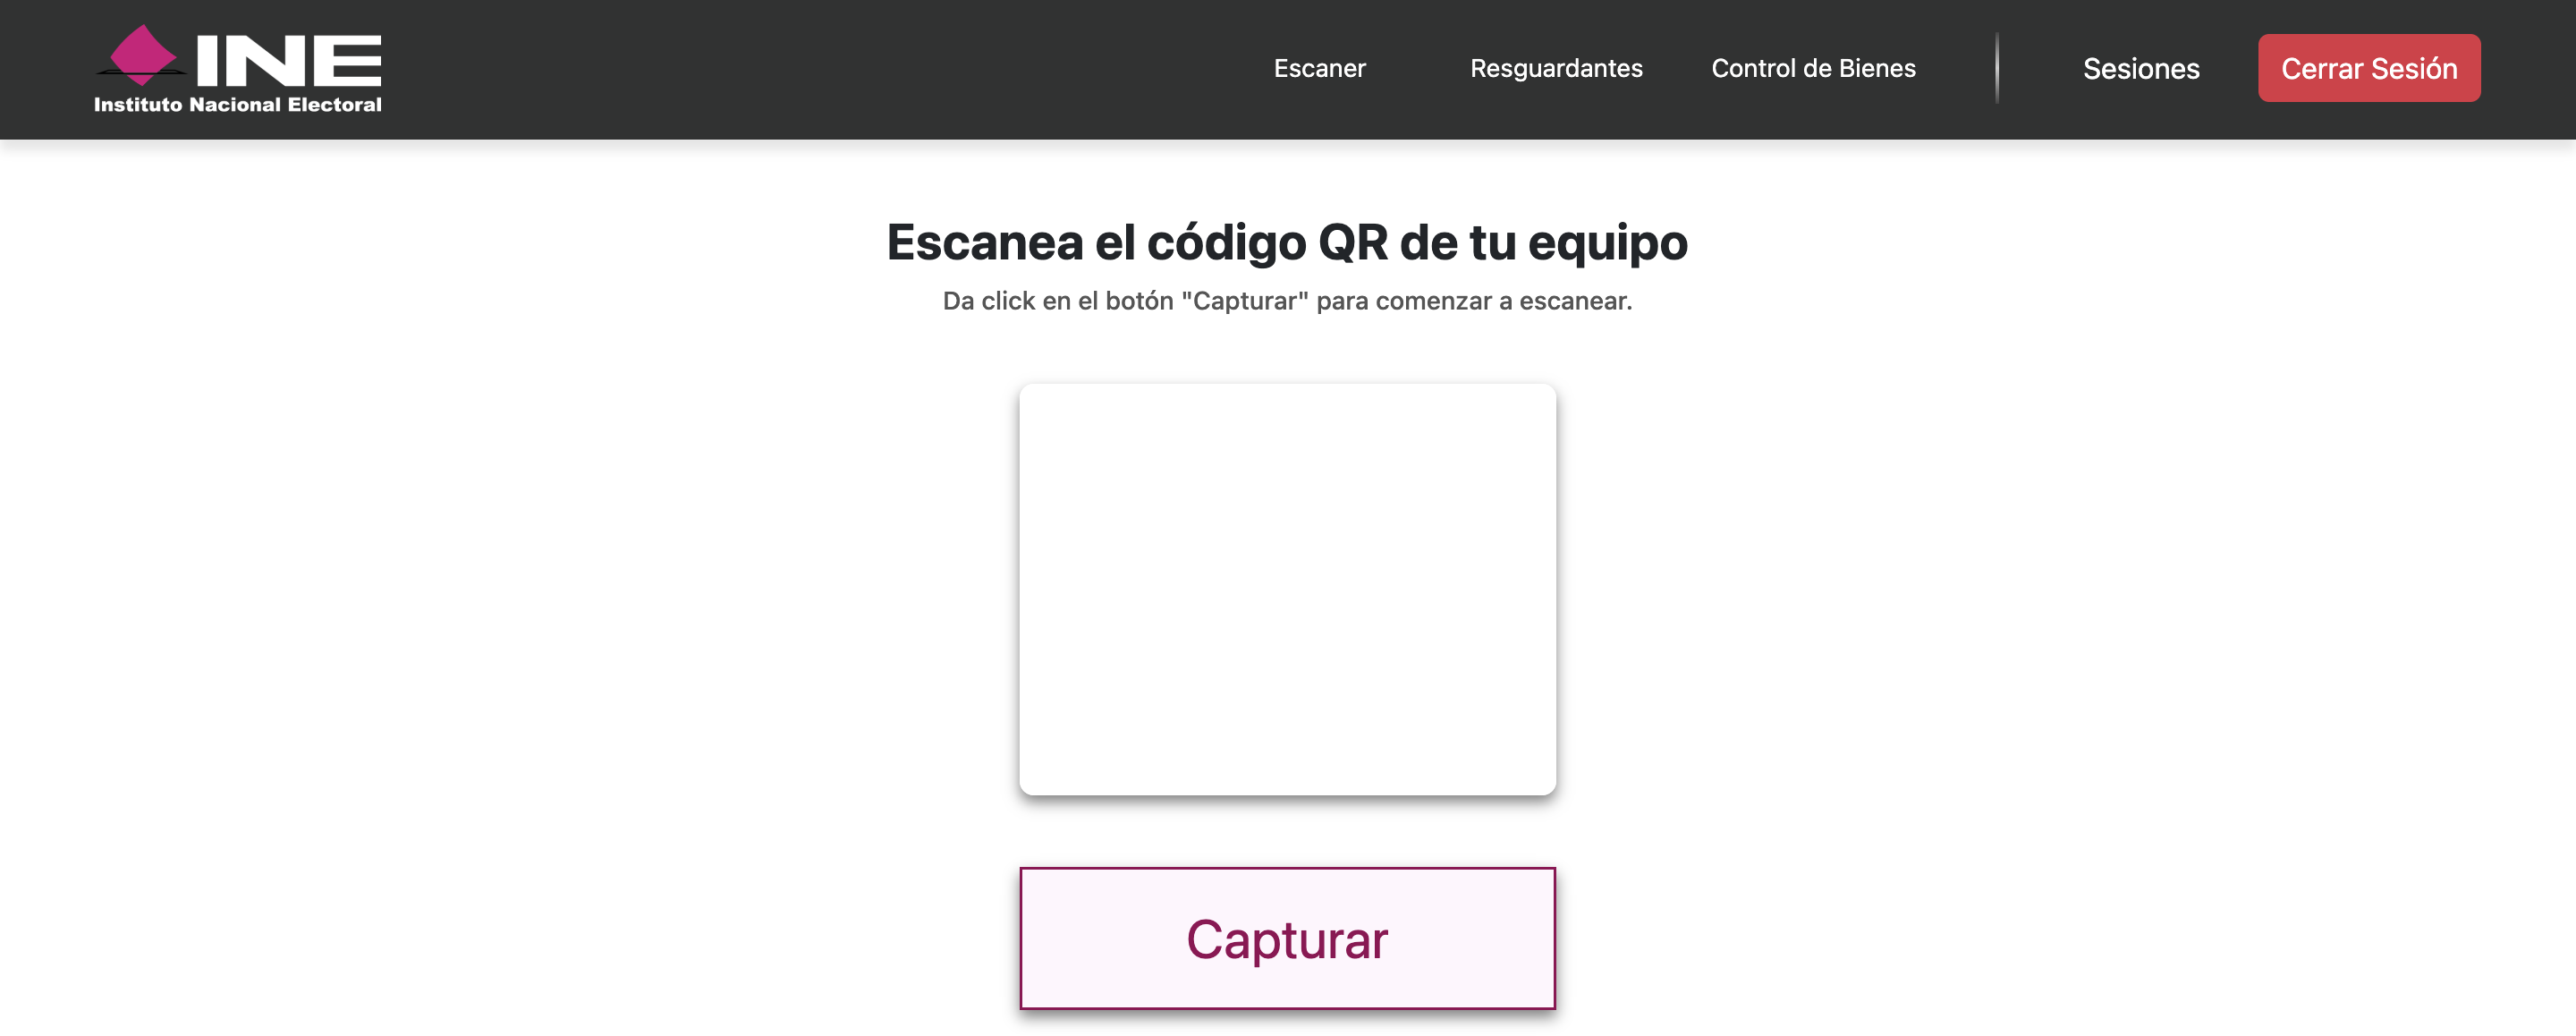 INE
Instituto Nacional Electoral
Escaner Resguardantes Control de Bienes Sesiones Cerrar Sesión
Escanea el código QR de tu equipo
Da click en el botón "Capturar" para comenzar a escanear.
Capturar